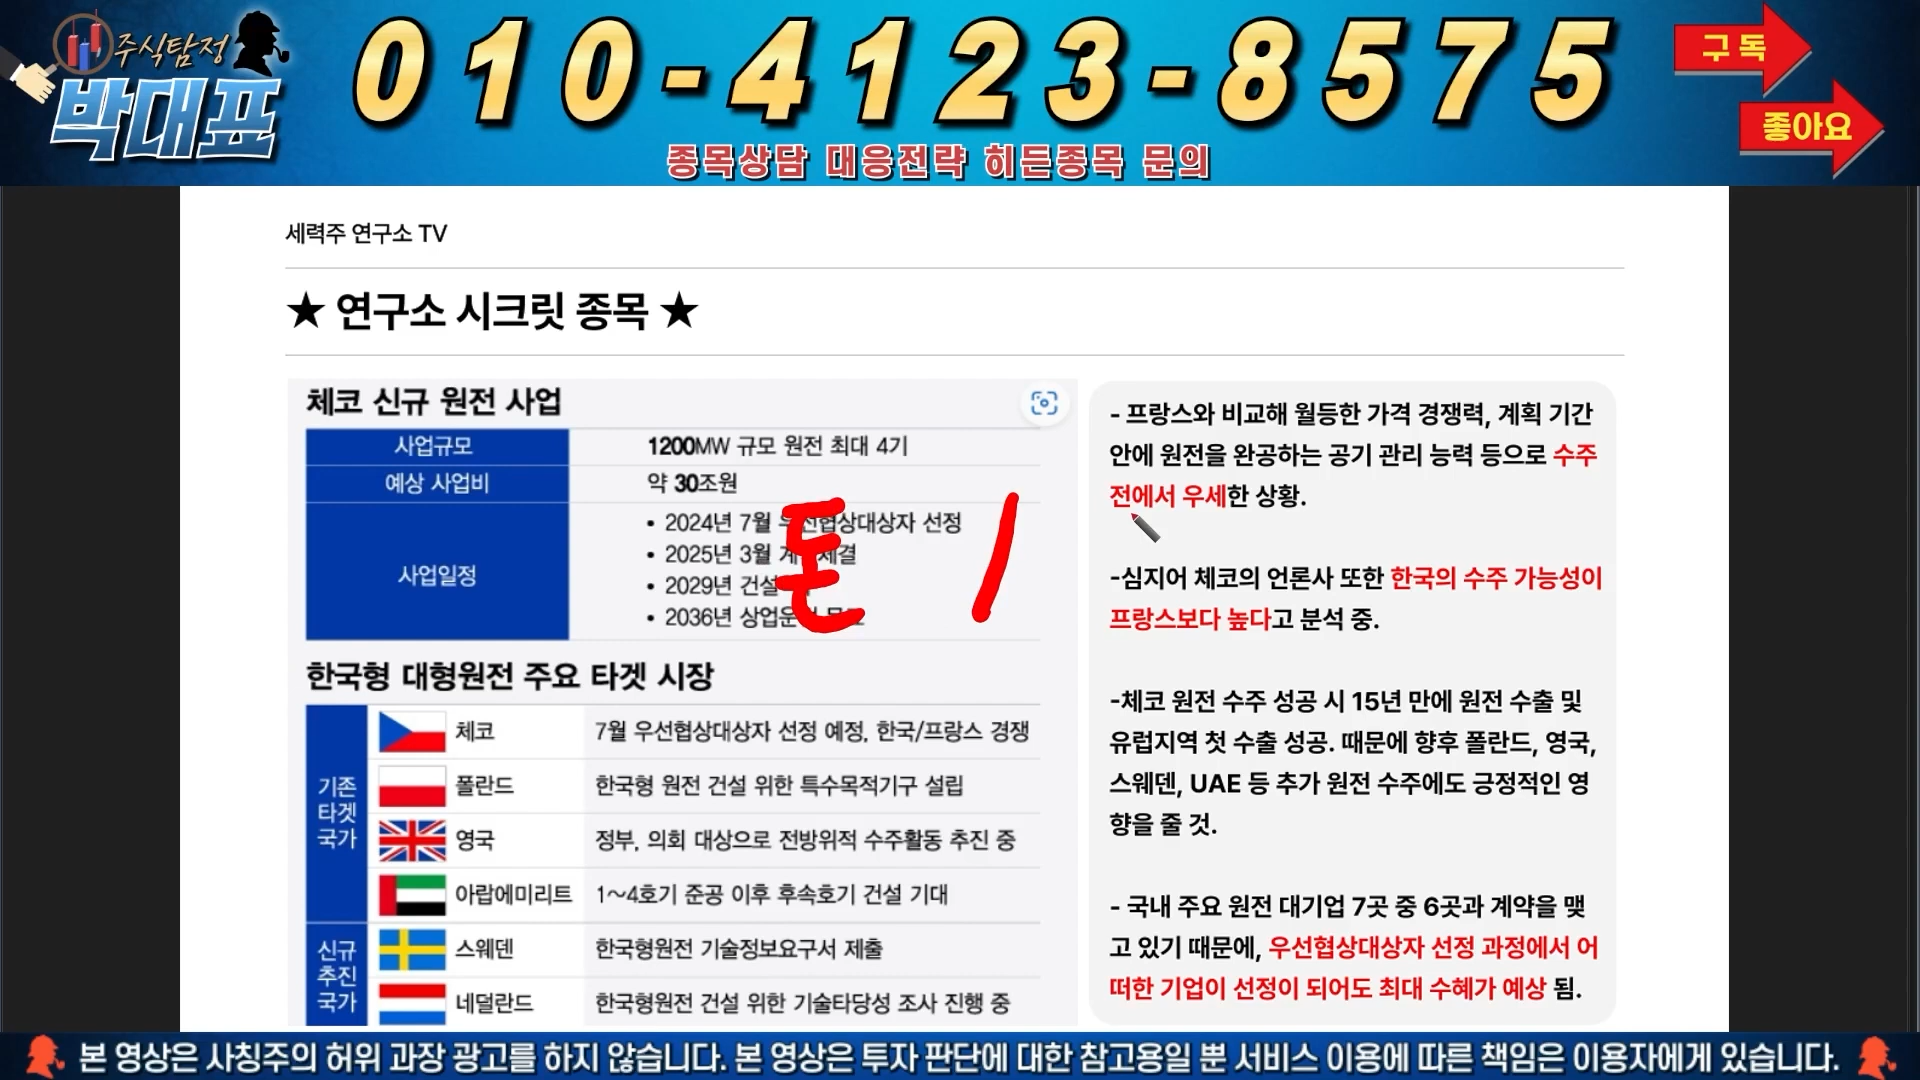 주식탐정
박대표
010-4123-8575
종목상담 대응전략 히든종목 문의
구독
좋아요
세력주 연구소 TV
★ 연구소 시크릿 종목 ★
체코 신규 원전 사업
사업규모 1200MW 규모 원전 최대 4기
예상 사업비 약 30조원
사업일정
• 2024년 7월 우선협상대상자 선정
• 2025년 3월 체결
• 2029년 건설
• 2036년
한국형 대형원전 주요 타겟 시장
기존 타겟 국가
체코 7월 우선협상대상자 선정 예정, 한국/프랑스 경쟁
폴란드 한국형 원전 건설 위한 특수목적기구 설립
영국 정부, 의회 대상으로 전방위적 수주활동 추진 중
아랍에미리트 1~4호기 준공 이후 후속호기 건설 기대
신규 추진 국가
스웨덴 한국형원전 기술정보요구서 제출
네덜란드 한국형원전 건설 위한 기술타당성 조사 진행 중
- 프랑스와 비교해 월등한 가격 경쟁력, 계획 기간
안에 원전을 완공하는 공기 관리 능력 등으로 수주
전에서 우세한 상황.
-심지어 체코의 언론사 또한 한국의 수주 가능성이
프랑스보다 높다고 분석 중.
-체코 원전 수주 성공 시 15년 만에 원전 수출 및
유럽지역 첫 수출 성공. 때문에 향후 폴란드, 영국,
스웨덴, UAE 등 추가 원전 수주에도 긍정적인 영
향을 줄 것.
- 국내 주요 원전 대기업 7곳 중 6곳과 계약을 맺
고 있기 때문에, 우선협상대상자 선정 과정에서 어
떠한 기업이 선정이 되어도 최대 수혜가 예상 됨.
본 영상은 사칭주의 허위 과장 광고를 하지 않습니다. 본 영상은 투자 판단에 대한 참고용일 뿐 서비스 이용에 따른 책임은 이용자에게 있습니다.